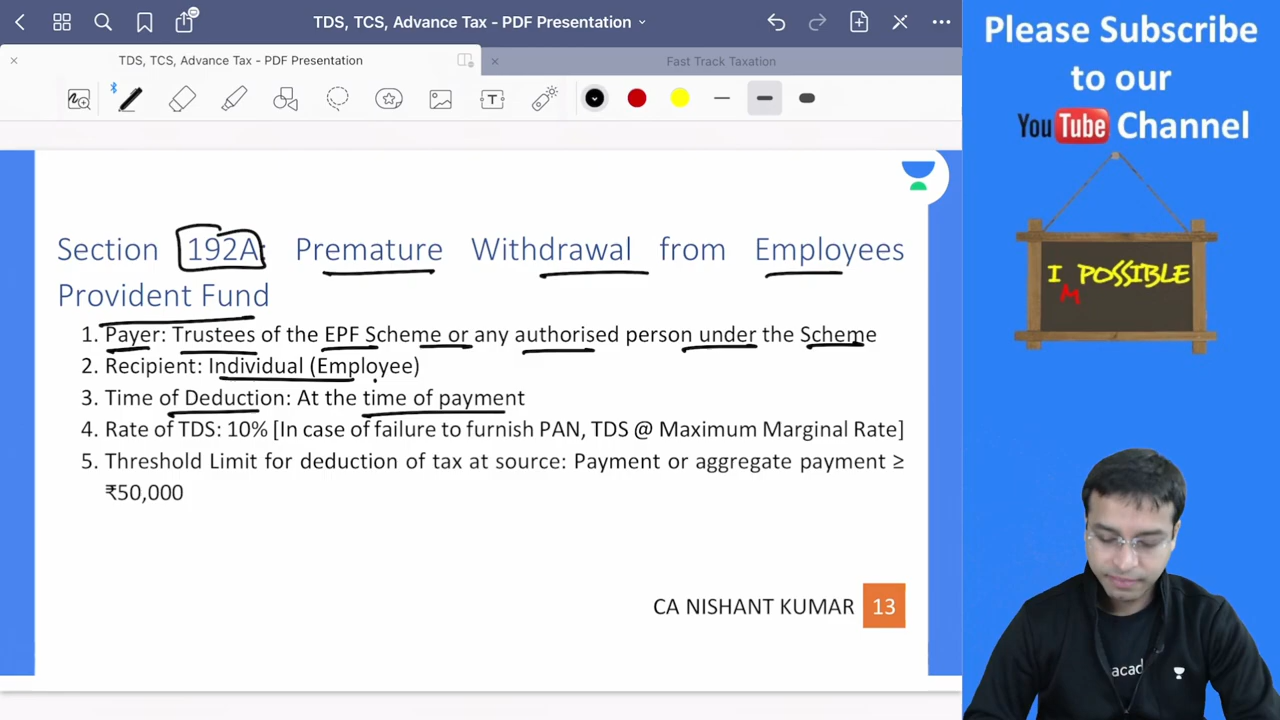 TDS, TCS, Advance Tax - PDF Presentation
TDS, TCS, Advance Tax - PDF Presentation
Fast Track Taxation
T
Section 192A: Premature Withdrawal from Employees
Provident Fund
1. Payer: Trustees of the EPF Scheme or any authorised person under the Scheme
2. Recipient: Individual (Employee)
3. Time of Deduction: At the time of payment
4. Rate of TDS: 10% [In case of failure to furnish PAN, TDS @ Maximum Marginal Rate]
5. Threshold Limit for deduction of tax at source: Payment or aggregate payment ≥
₹50,000
CA NISHANT KUMAR 13
Please Subscribe
to our
YouTube Channel
I POSSIBLE
M
acad